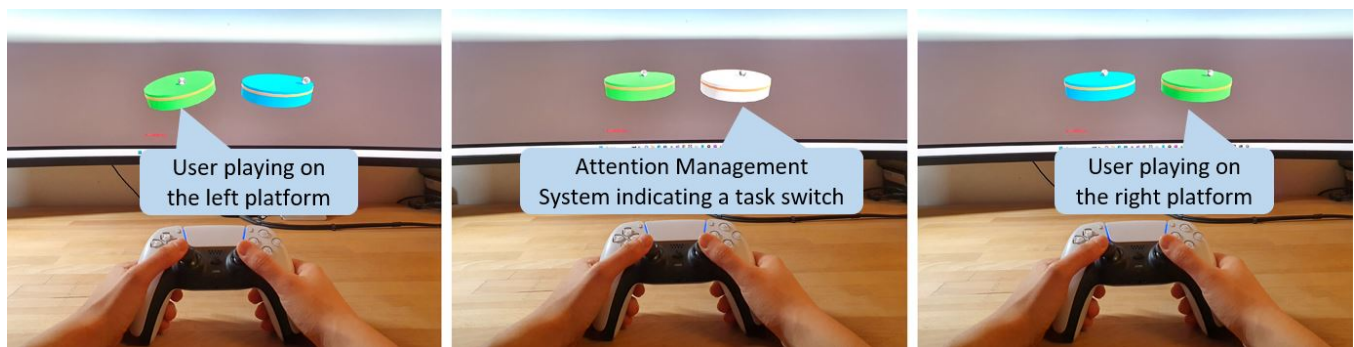 User playing on
the left platform
Attention Management
System indicating a task switch
User playing on
the right platform